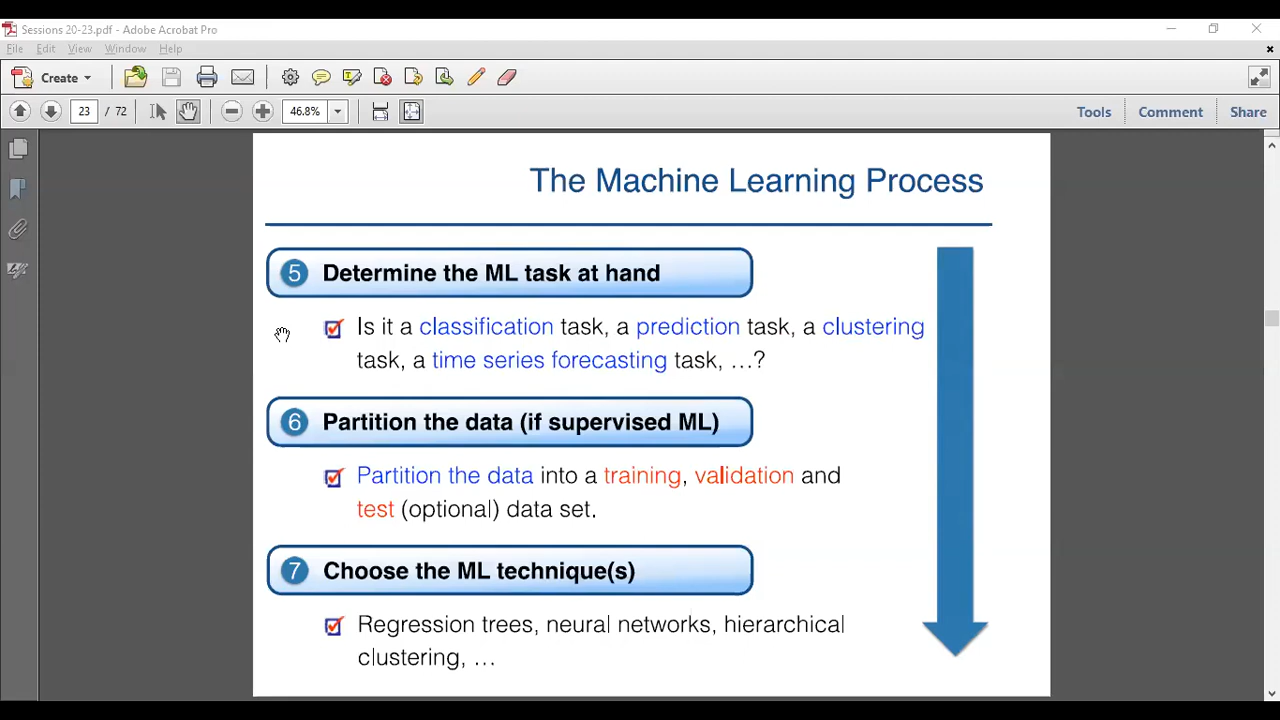 Sessions 20-23.pdf - Adobe Acrobat Pro
File Edit View Window Help
Create
23 / 72 46.8% Tools Comment Share
The Machine Learning Process
5 Determine the ML task at hand
Is it a classification task, a prediction task, a clustering
task, a time series forecasting task, …?
6 Partition the data (if supervised ML)
Partition the data into a training, validation and
test (optional) data set.
7 Choose the ML technique(s)
Regression trees, neural networks, hierarchical
clustering, …